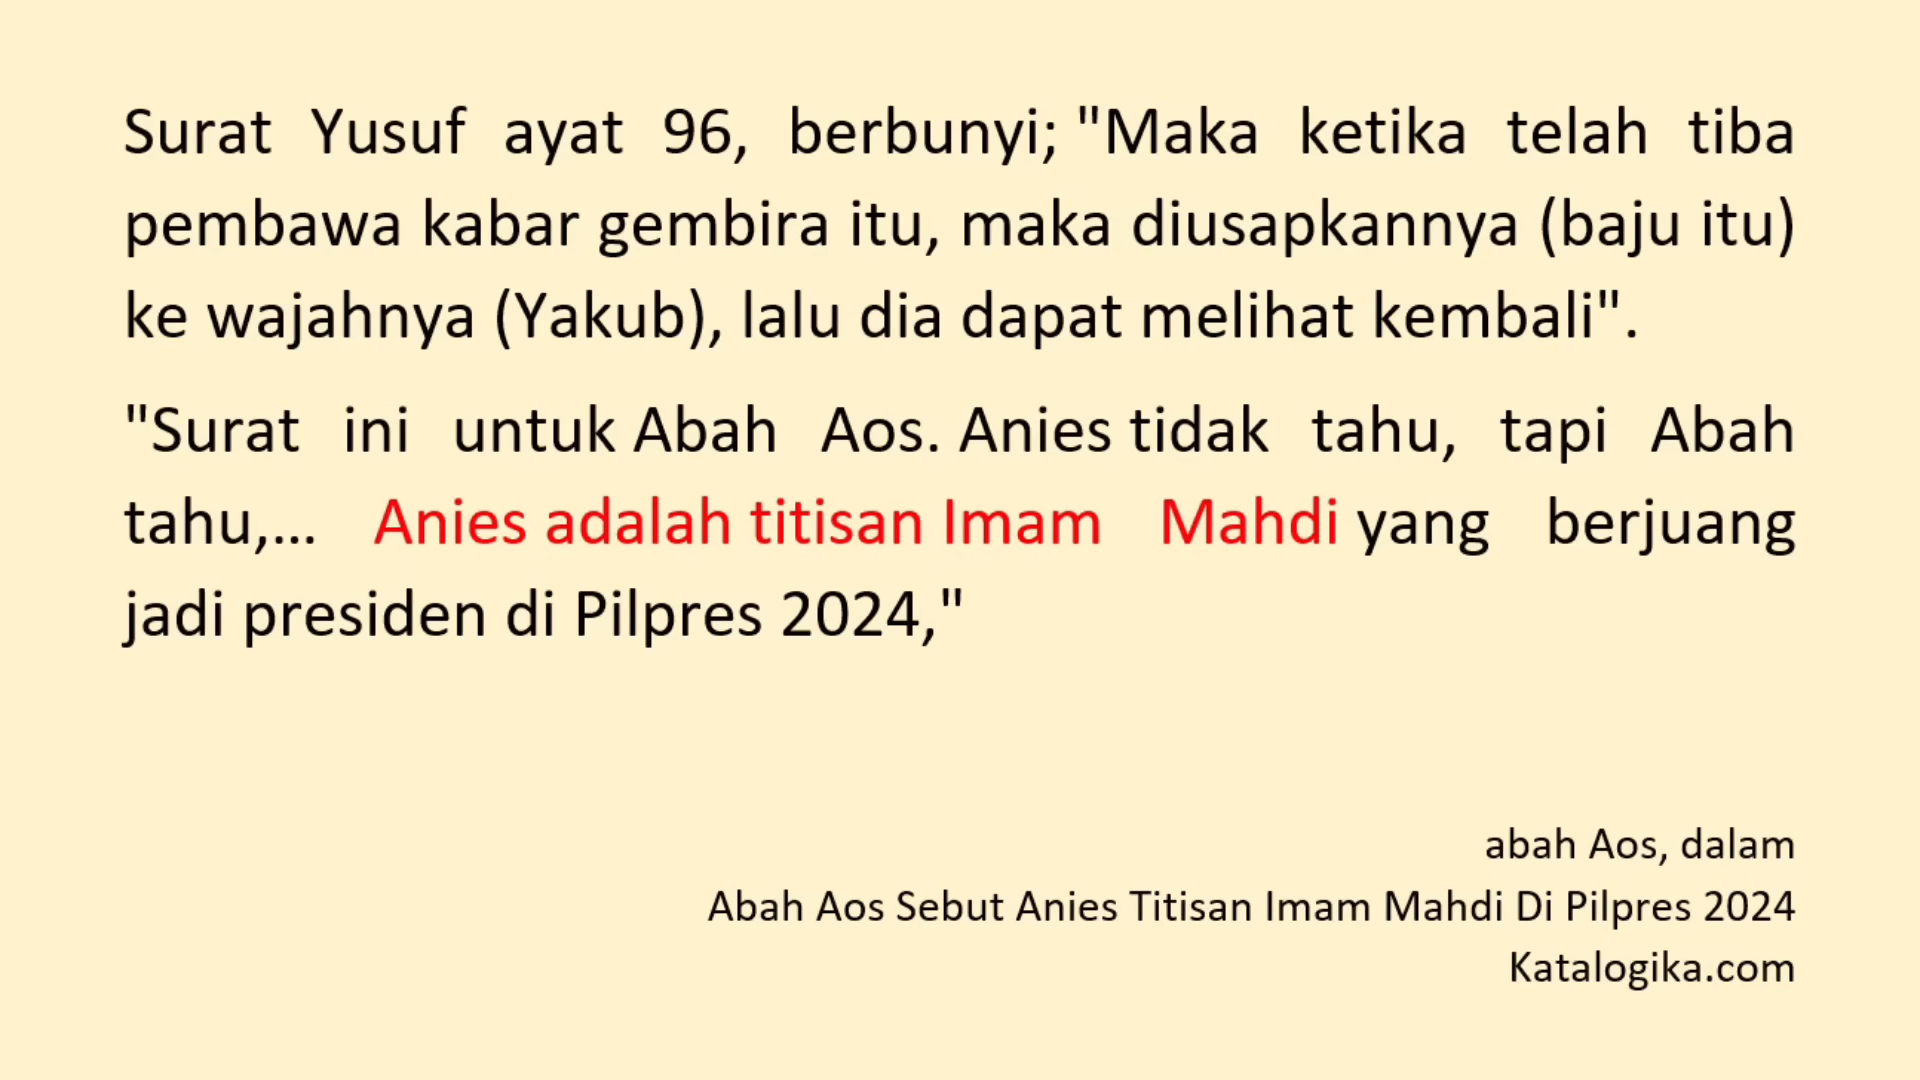 Surat Yusuf ayat 96, berbunyi; "Maka ketika telah tiba
pembawa kabar gembira itu, maka diusapkannya (baju itu)
ke wajahnya (Yakub), lalu dia dapat melihat kembali".
"Surat ini untuk Abah Aos. Anies tidak tahu, tapi Abah
tahu,... Anies adalah titisan Imam Mahdi yang berjuang
jadi presiden di Pilpres 2024,"
abah Aos, dalam
Abah Aos Sebut Anies Titisan Imam Mahdi Di Pilpres 2024
Katalogika.com